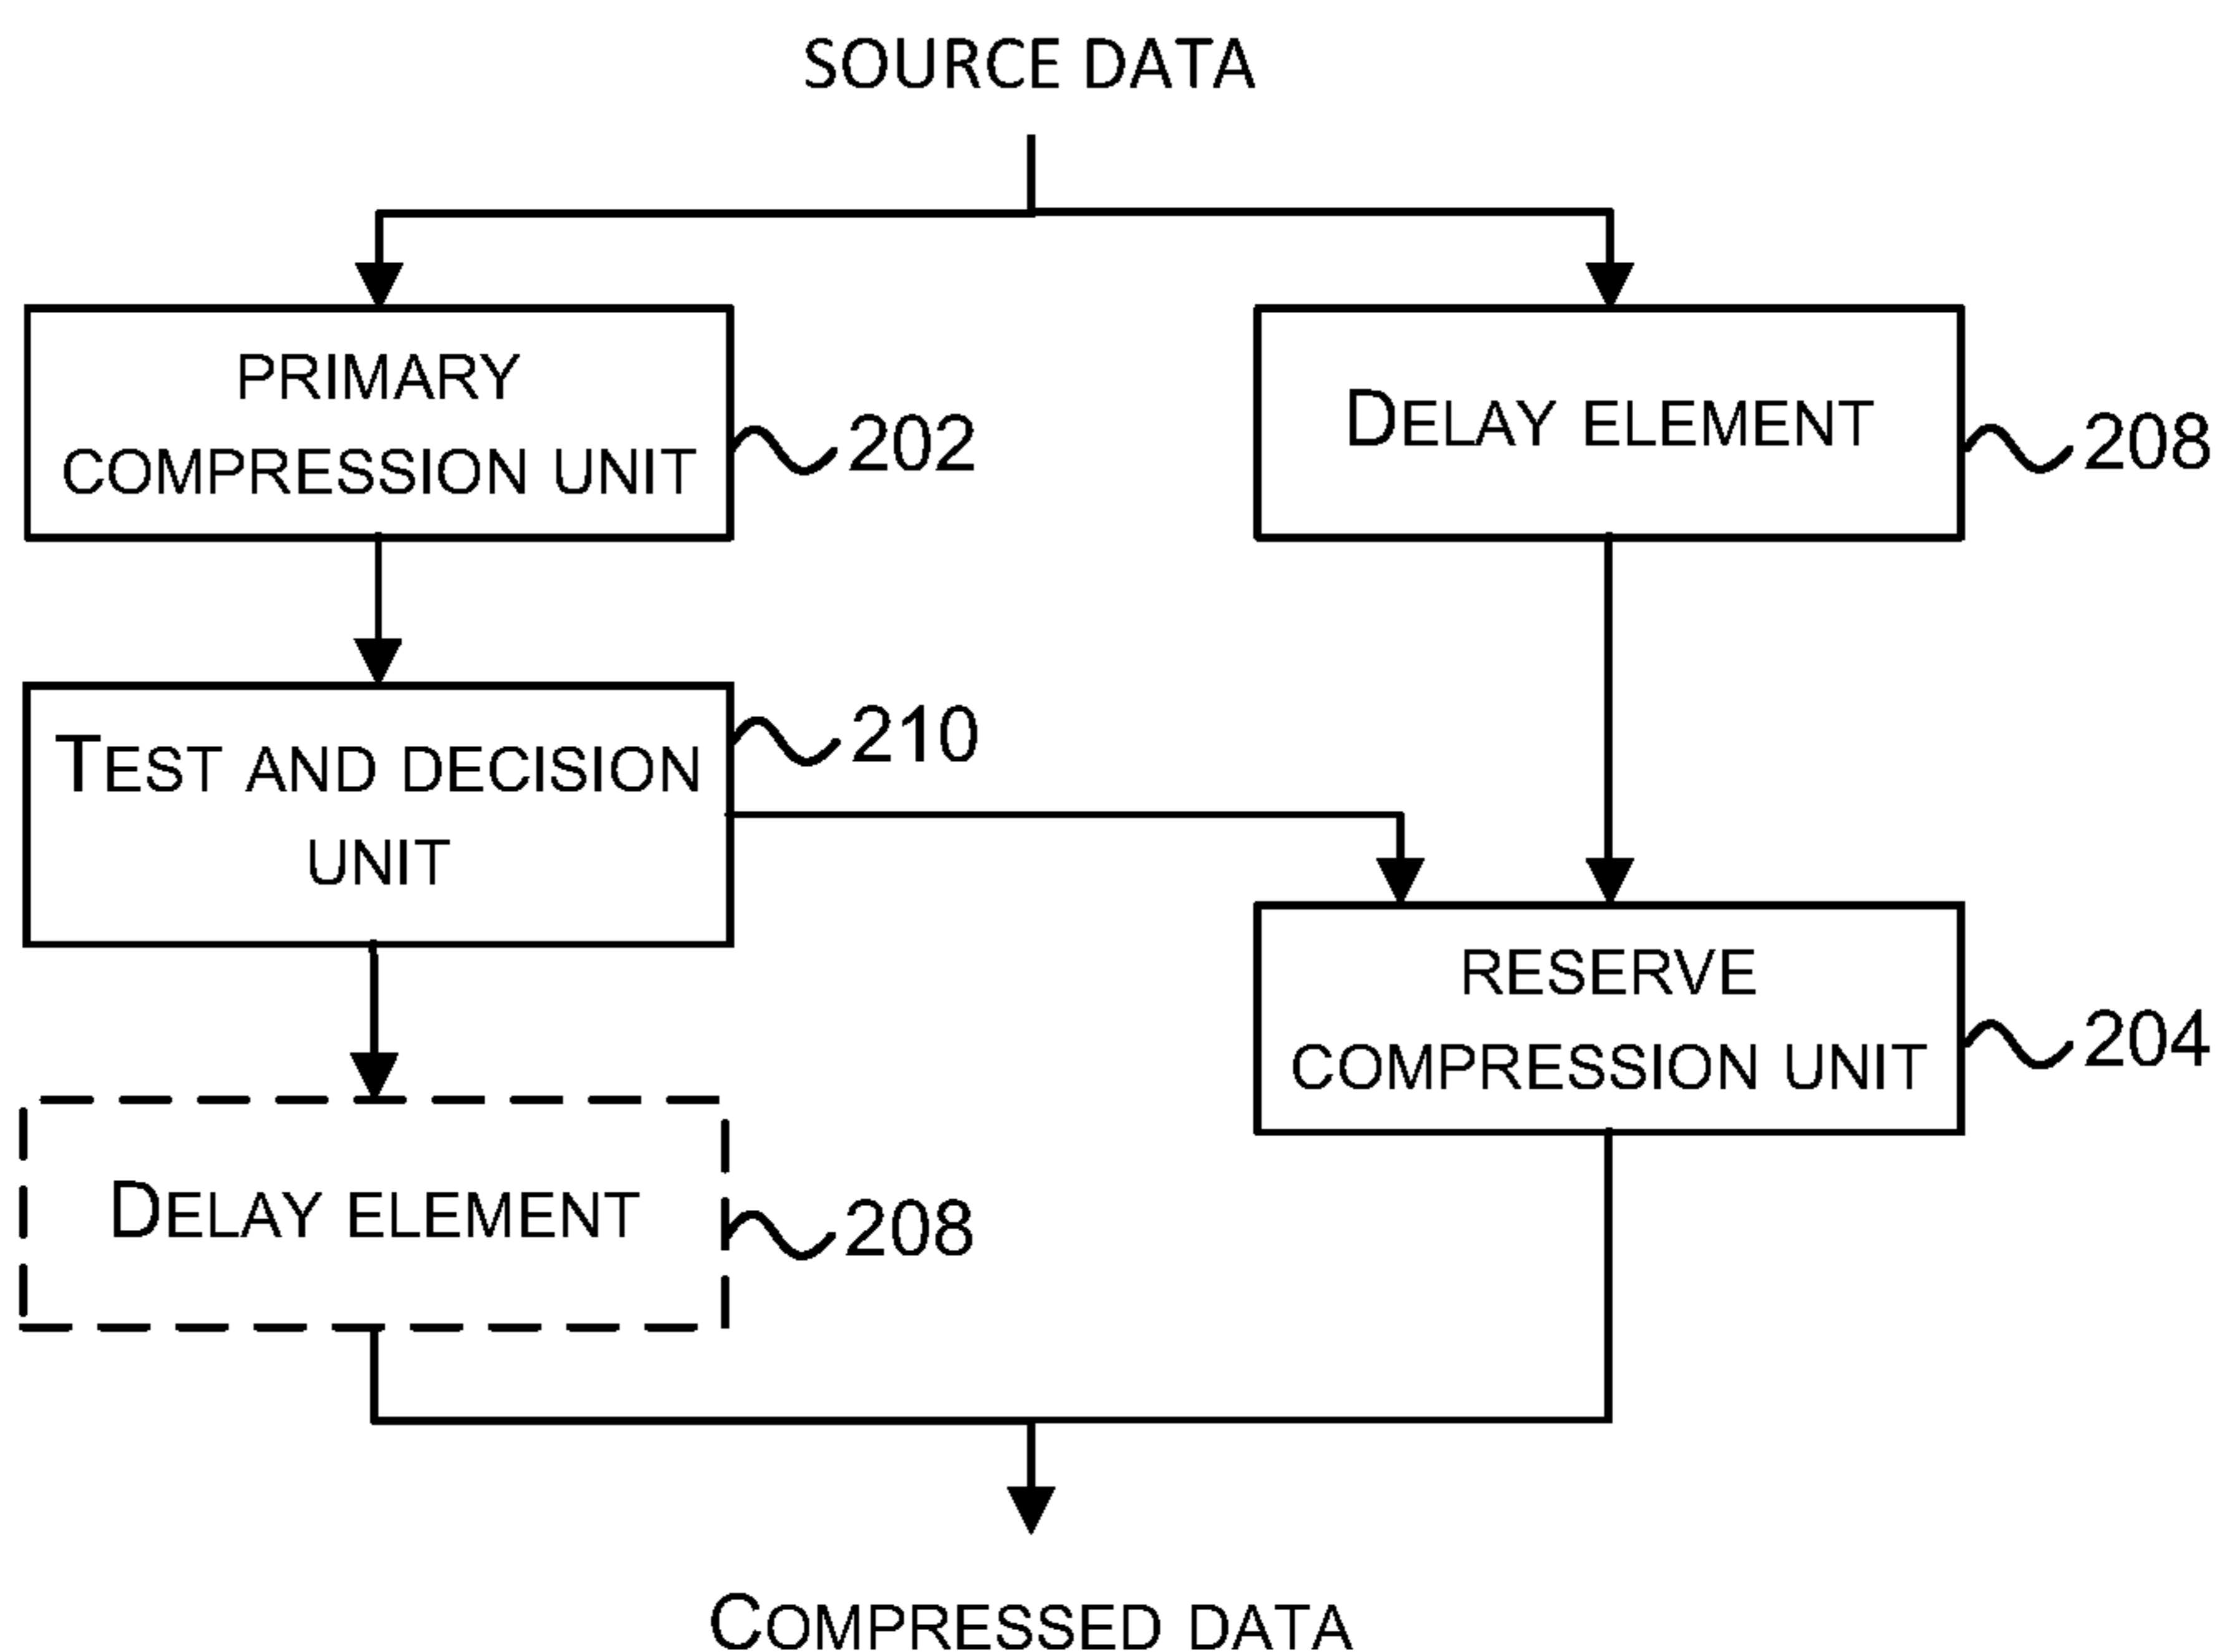 SOURCE DATA
PRIMARY
COMPRESSION UNIT
202
DELAY ELEMENT
208
TEST AND DECISION
UNIT
210
RESERVE
COMPRESSION UNIT
204
DELAY ELEMENT
208
COMPRESSED DATA